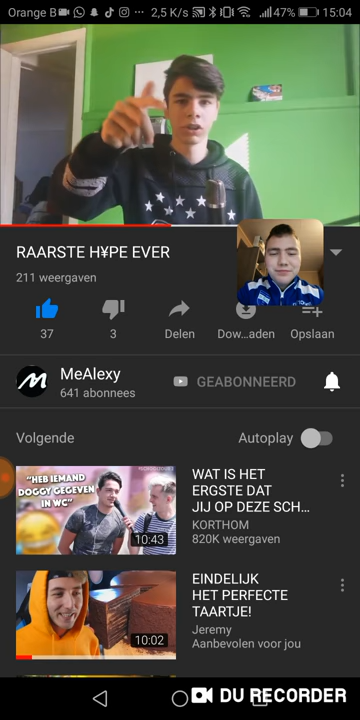 Orange B ... 2,5 K/s 47% 15:04
RAARSTE H¥PE EVER
211 weergaven
37
3
Delen
Dow...aden
Opslaan
MeAlexy
641 abonnees
GEABONNEERD
Volgende
Autoplay
"HEB IEMAND
DOGGY GEGEVEN
IN WC"
10:43
WAT IS HET
ERGSTE DAT
JIJ OP DEZE SCH...
KORTHOM
820K weergaven
10:02
EINDELIJK
HET PERFECTE
TAARTJE!
Jeremy
Aanbevolen voor jou
DU RECORDER